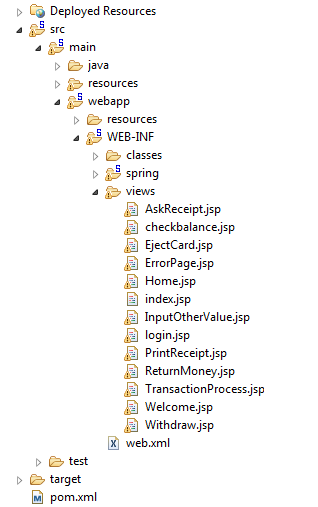 Deployed Resources
src
main
java
resources
webapp
resources
WEB-INF
classes
spring
views
AskReceipt.jsp
checkbalance.jsp
EjectCard.jsp
ErrorPage.jsp
Home.jsp
index.jsp
InputOtherValue.jsp
login.jsp
PrintReceipt.jsp
ReturnMoney.jsp
TransactionProcess.jsp
Welcome.jsp
Withdraw.jsp
web.xml
test
target
pom.xml